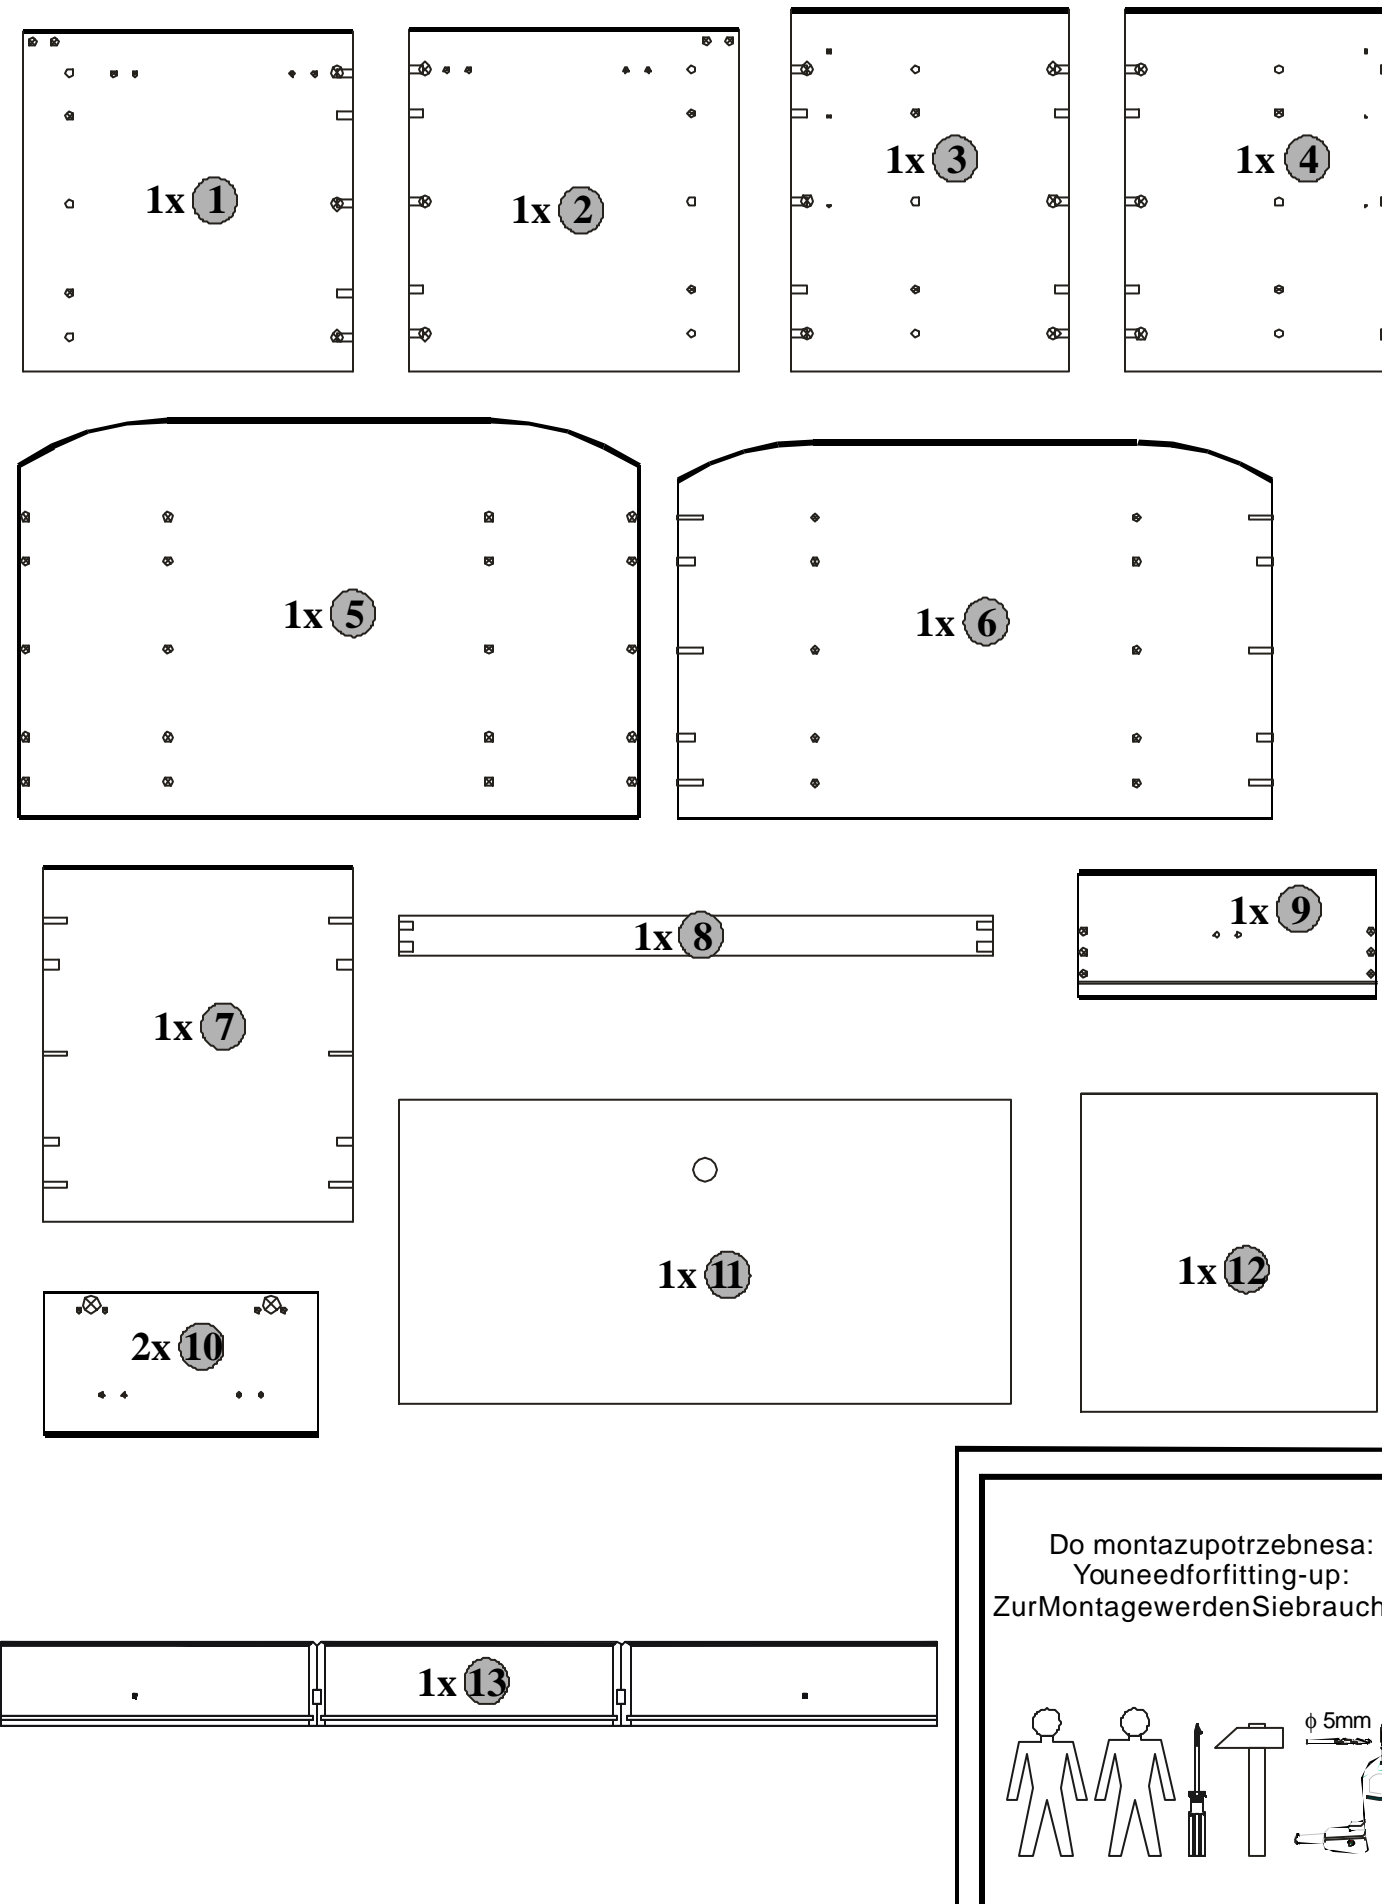 1x 1
1x 2
1x 3
1x 4
1x 5
1x 6
1x 7
1x 8
1x 9
2x 10
1x 11
1x 12
1x 13
Do montazupotrzebnesa:
Youneedforfitting-up:
ZurMontagewerdenSiebrauch
ϕ 5mm